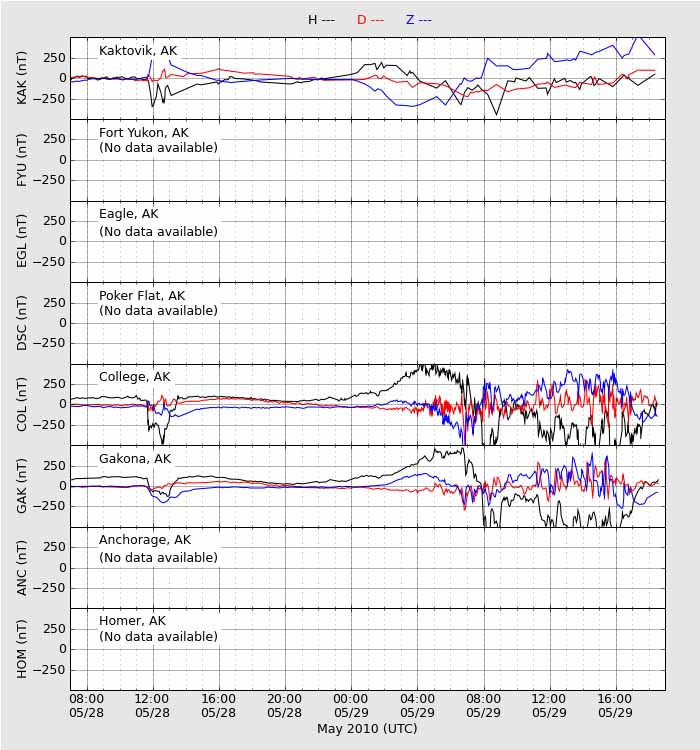 H --- D --- Z ---
Kaktovik, AK
KAK (nT)
250
0
−250
Fort Yukon, AK
(No data available)
FYU (nT)
250
0
−250
Eagle, AK
(No data available)
EGL (nT)
250
0
−250
Poker Flat, AK
(No data available)
DSC (nT)
250
0
−250
College, AK
COL (nT)
250
0
−250
Gakona, AK
GAK (nT)
250
0
−250
Anchorage, AK
(No data available)
ANC (nT)
250
0
−250
Homer, AK
(No data available)
HOM (nT)
250
0
−250
08:00 12:00 16:00 20:00 00:00 04:00 08:00 12:00 16:00
05/28 05/28 05/28 05/28 05/29 05/29 05/29 05/29 05/29
May 2010 (UTC)